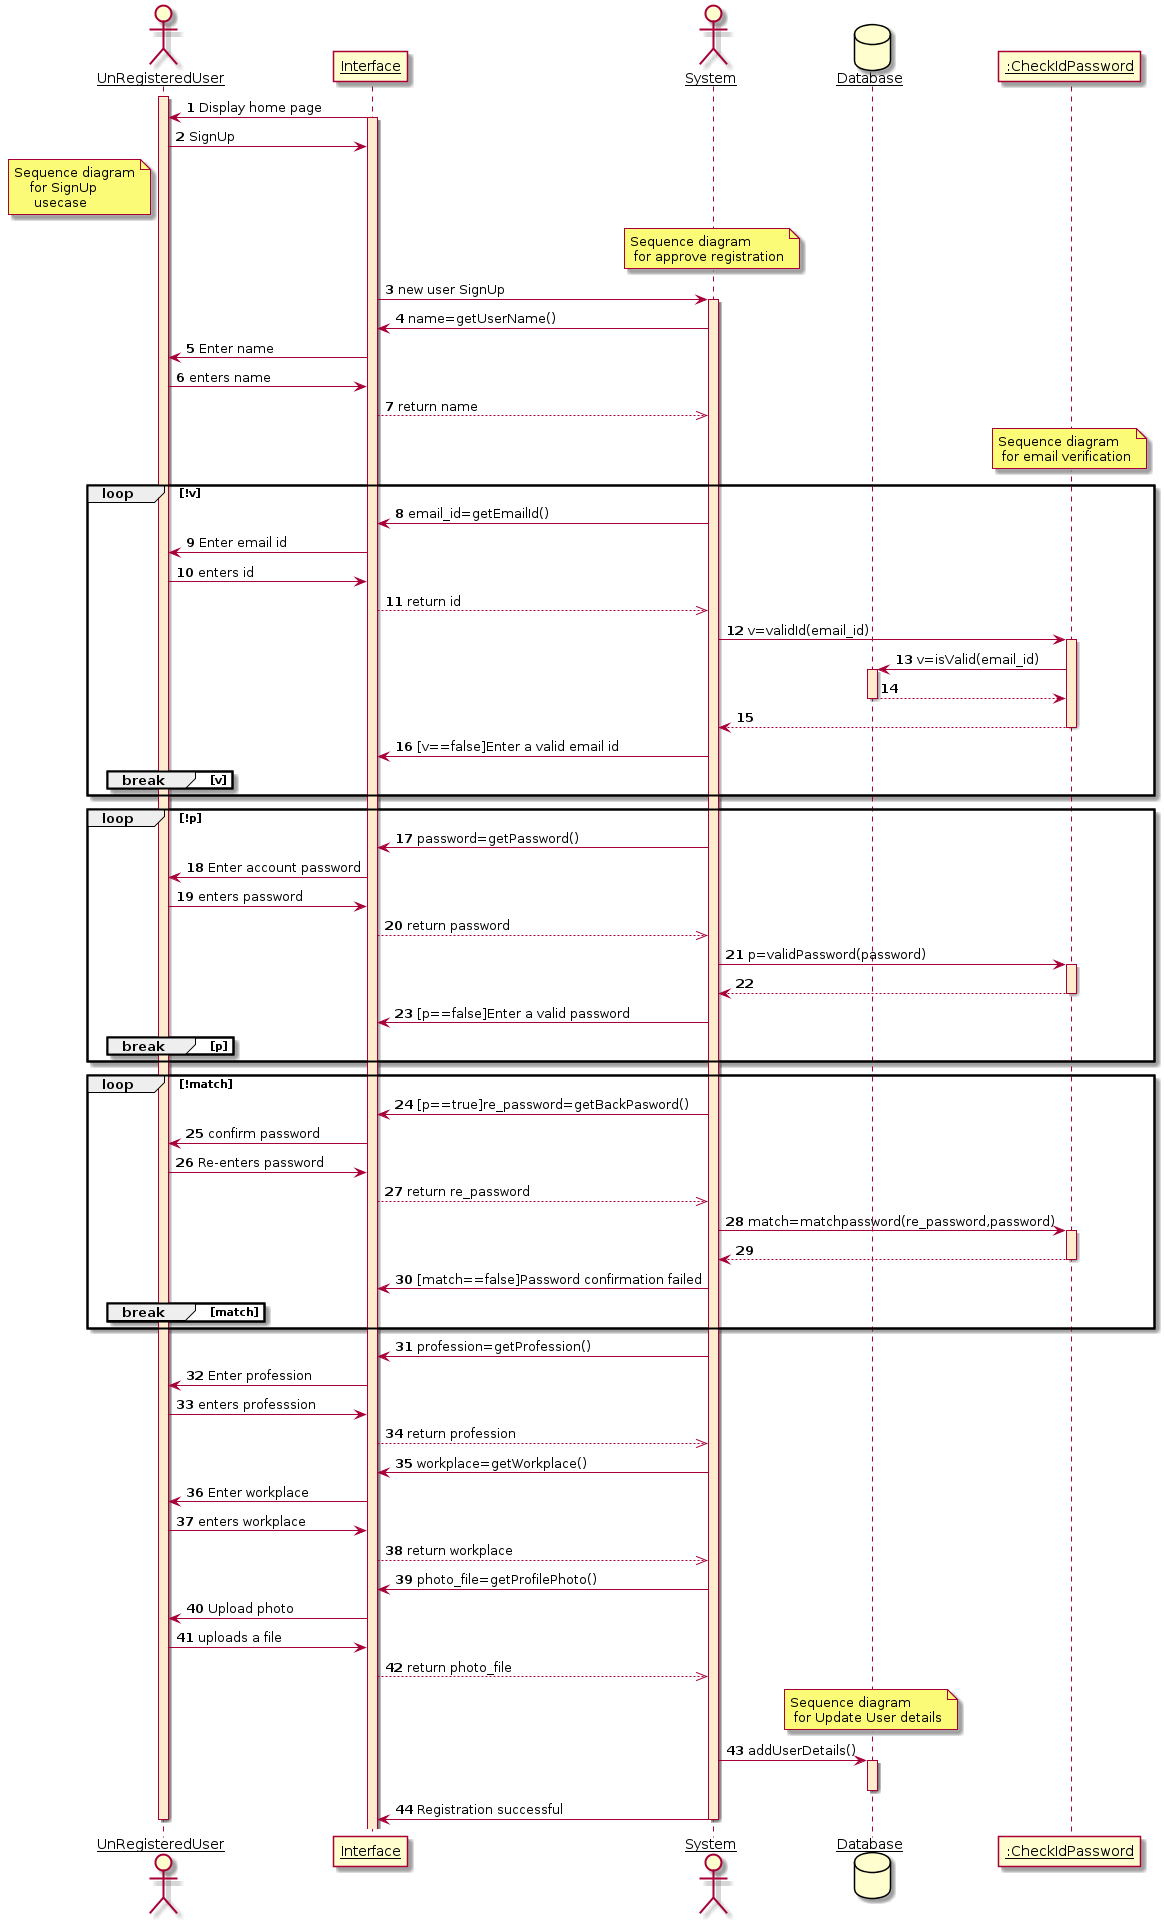 UnRegisteredUser
Interface
System
Database
:CheckIdPassword
1 Display home page
2 SignUp
Sequence diagram
for SignUp
usecase
Sequence diagram
for approve registration
3 new user SignUp
4 name=getUserName()
5 Enter name
6 enters name
7 return name
Sequence diagram
for email verification
loop [!v]
8 email_id=getEmailId()
9 Enter email id
10 enters id
11 return id
12 v=validId(email_id)
13 v=isValid(email_id)
14
15
16 [v==false]Enter a valid email id
break [v]
loop [!p]
17 password=getPassword()
18 Enter account password
19 enters password
20 return password
21 p=validPassword(password)
22
23 [p==false]Enter a valid password
break [p]
loop [!match]
24 [p==true]re_password=getBackPasword()
25 confirm password
26 Re-enters password
27 return re_password
28 match=matchpassword(re_password,password)
29
30 [match==false]Password confirmation failed
break [match]
31 profession=getProfession()
32 Enter profession
33 enters professsion
34 return profession
35 workplace=getWorkplace()
36 Enter workplace
37 enters workplace
38 return workplace
39 photo_file=getProfilePhoto()
40 Upload photo
41 uploads a file
42 return photo_file
Sequence diagram
for Update User details
43 addUserDetails()
44 Registration successful
UnRegisteredUser
Interface
System
Database
:CheckIdPassword